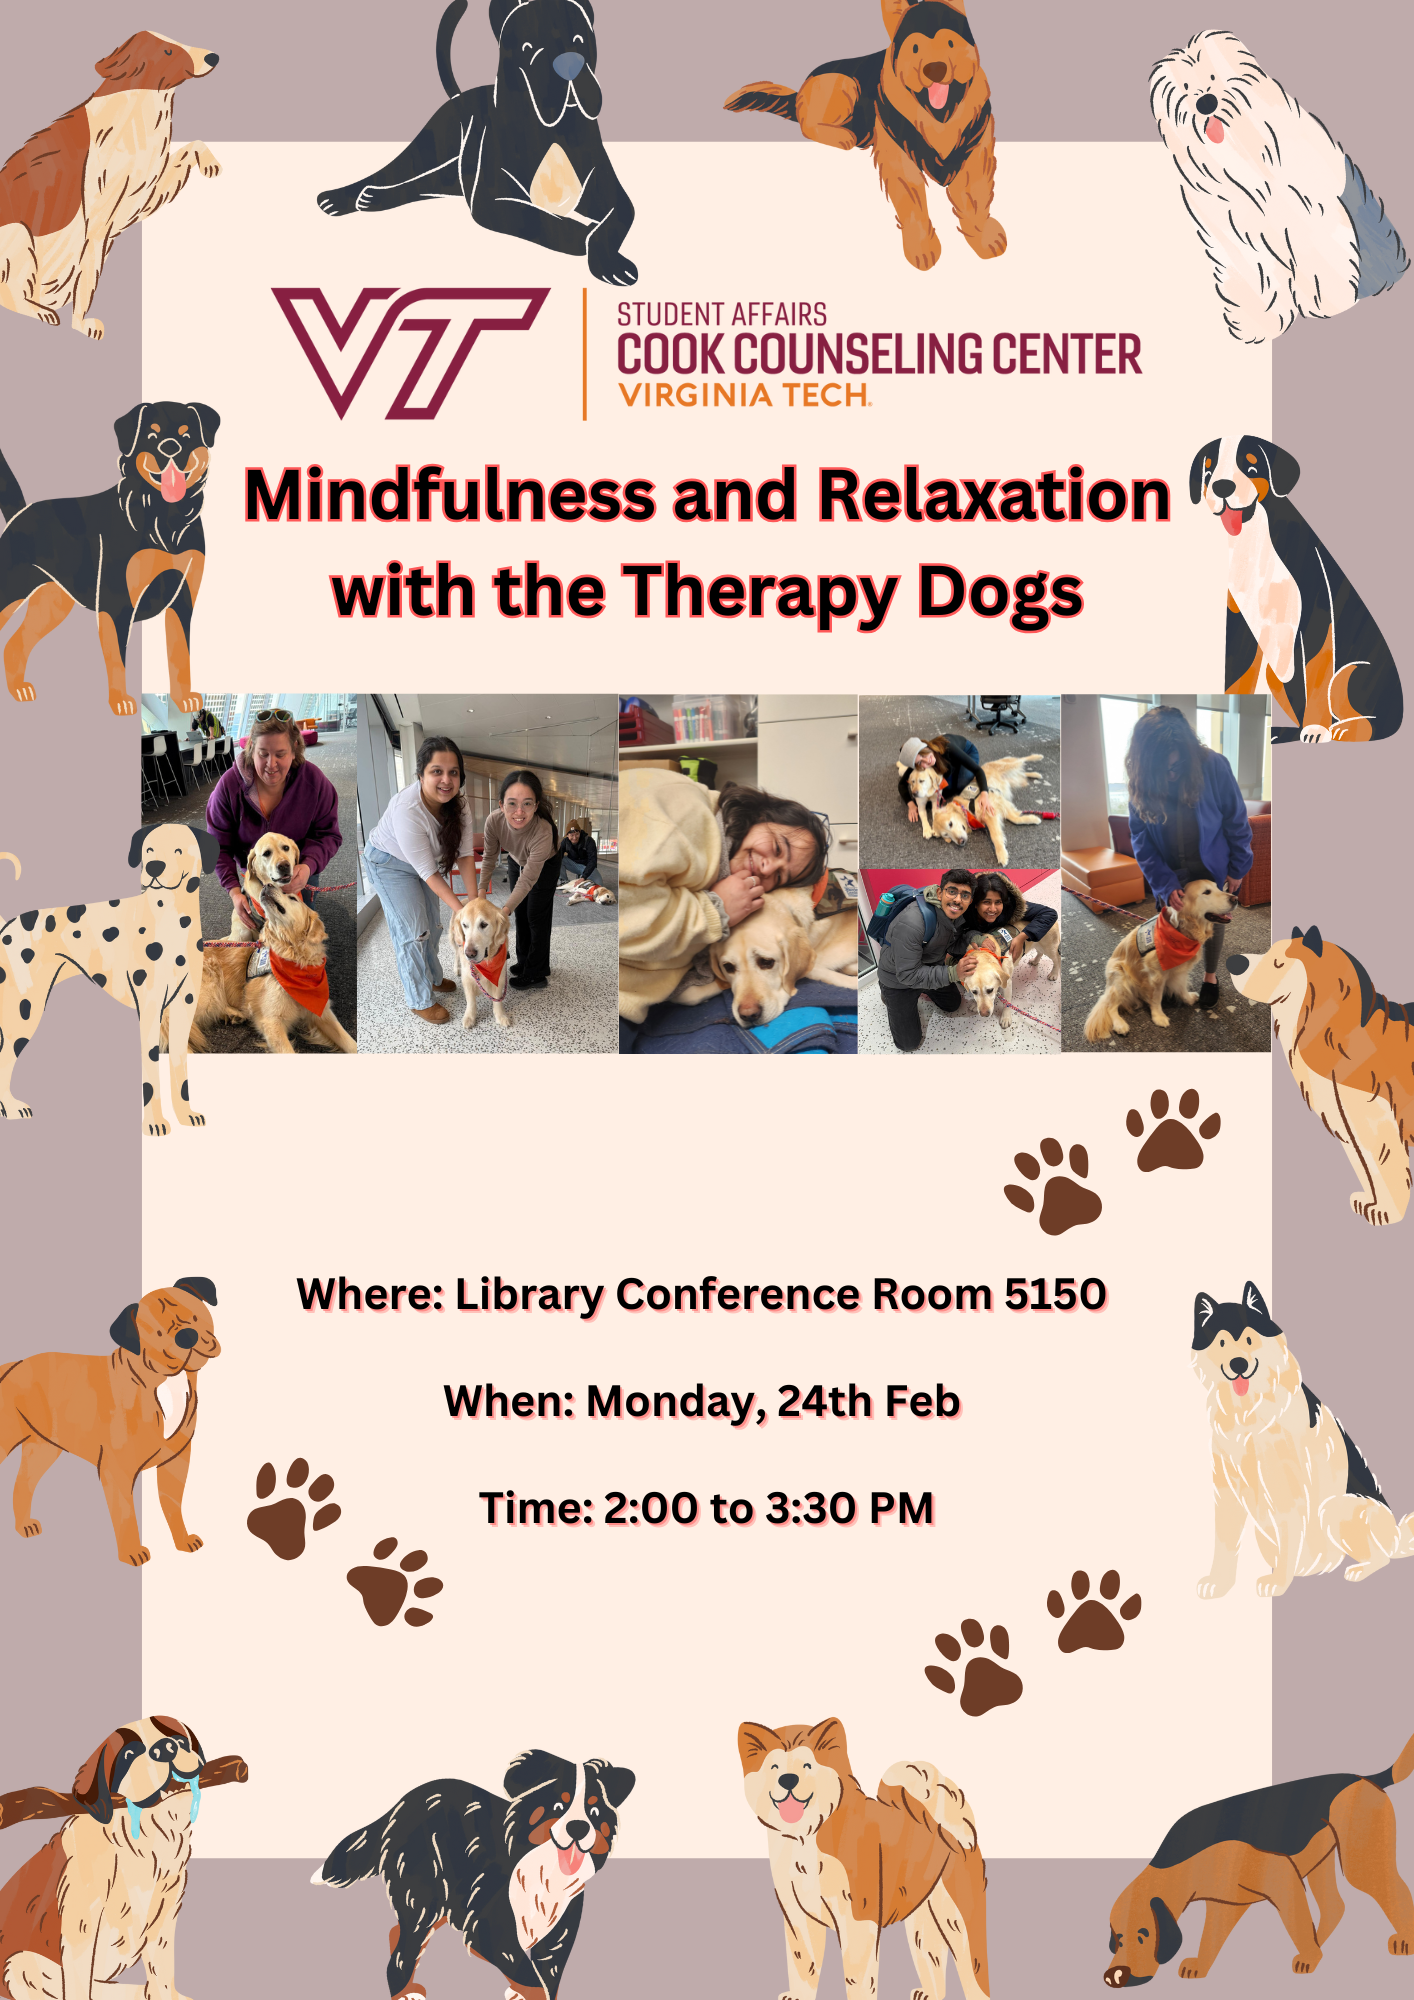 VT
STUDENT AFFAIRS
COOK COUNSELING CENTER
VIRGINIA TECH®
Mindfulness and Relaxation
with the Therapy Dogs
Where: Library Conference Room 5150
When: Monday, 24th Feb
Time: 2:00 to 3:30 PM